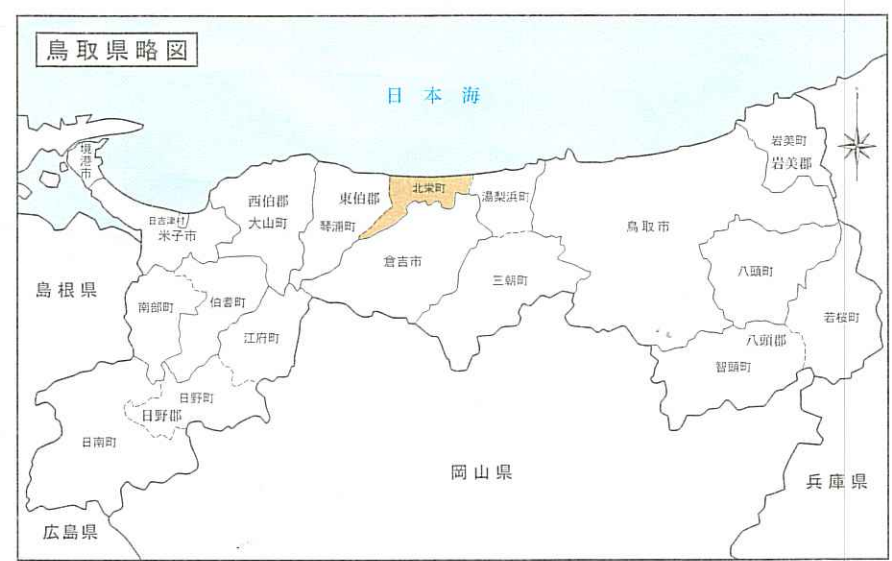 鳥取県略図
日本海
境港市
岩美町
岩美郡
西伯郡
大山町
東伯郡
琴浦町
北栄町
湯梨浜町
鳥取市
日吉津村
米子市
倉吉市
三朝町
八頭町
若桜町
島根県
南部町
伯耆町
江府町
八頭郡
智頭町
日野町
日野郡
日南町
岡山県
兵庫県
広島県